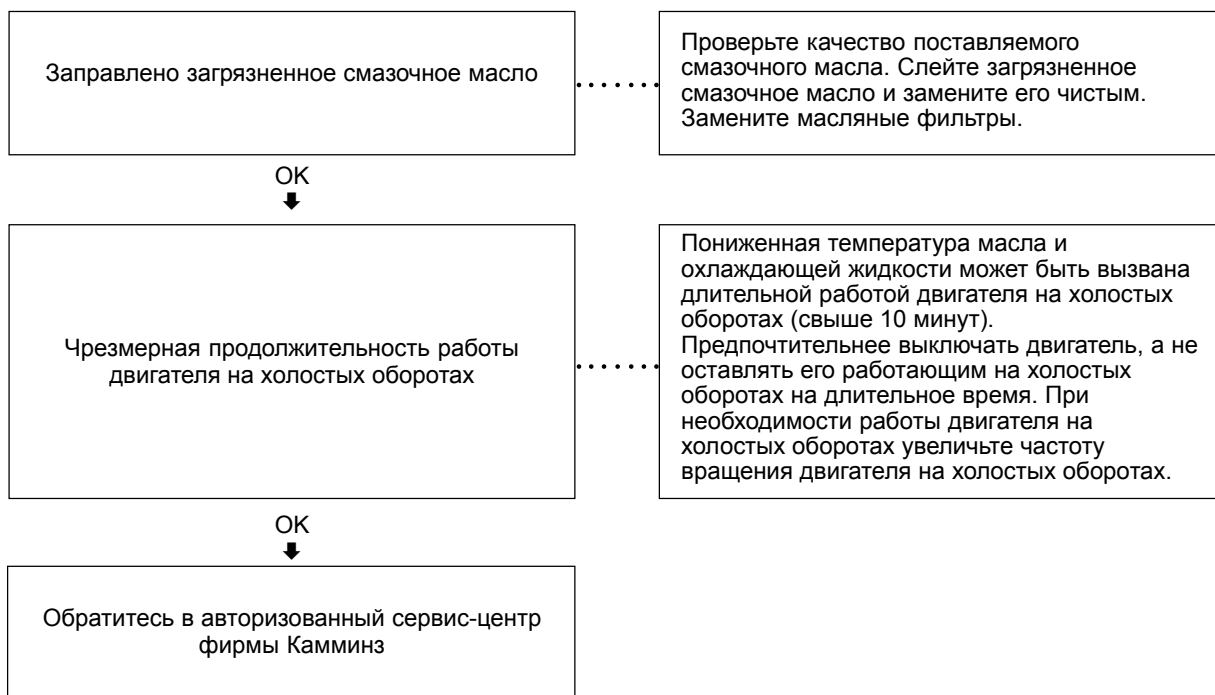 Заправлено загрязненное смазочное масло
Проверьте качество поставляемого
смазочного масла. Слейте загрязненное
смазочное масло и замените его чистым.
Замените масляные фильтры.
OK
Чрезмерная продолжительность работы
двигателя на холостых оборотах
Пониженная температура масла и
охлаждающей жидкости может быть вызвана
длительной работой двигателя на холостых
оборотах (свыше 10 минут).
Предпочтительнее выключать двигатель, а не
оставлять его работающим на холостых
оборотах на длительное время. При
необходимости работы двигателя на
холостых оборотах увеличьте частоту
вращения двигателя на холостых оборотах.
OK
Обратитесь в авторизованный сервис-центр
фирмы Камминз